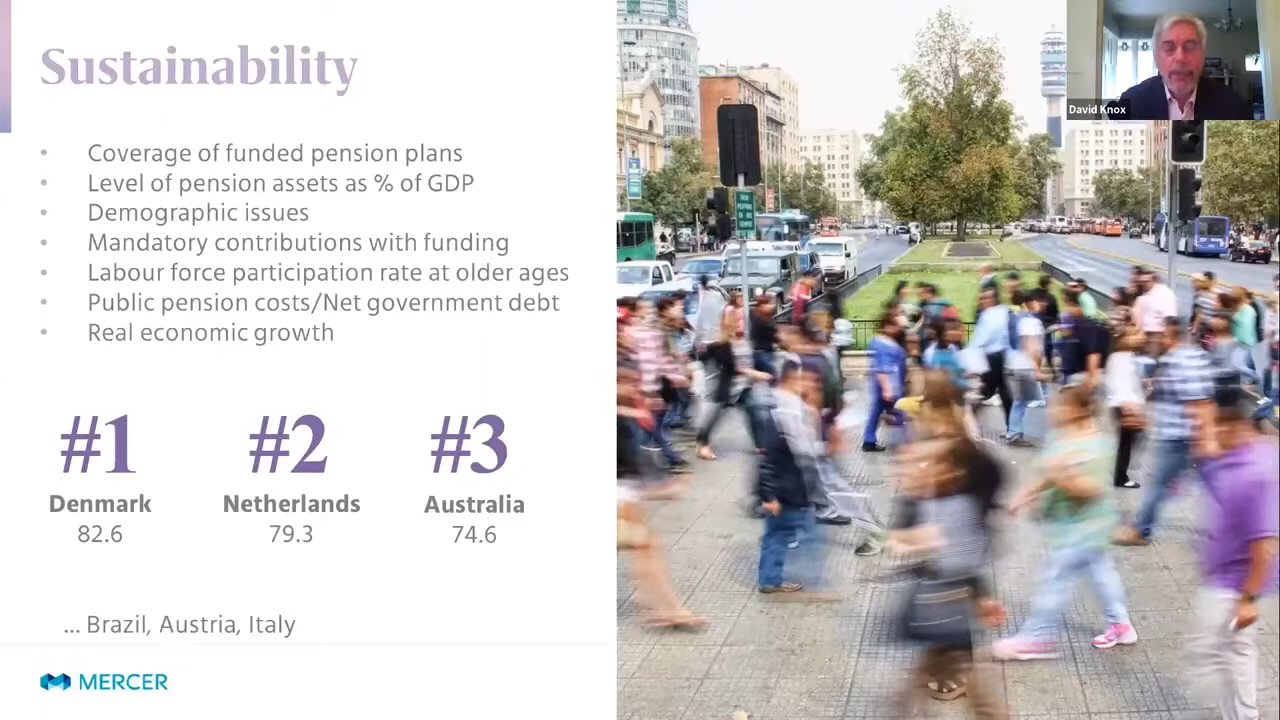 Sustainability
• Coverage of funded pension plans
• Level of pension assets as % of GDP
• Demographic issues
• Mandatory contributions with funding
• Labour force participation rate at older ages
• Public pension costs/Net government debt
• Real economic growth
#1 #2 #3
Denmark Netherlands Australia
82.6 79.3 74.6
... Brazil, Austria, Italy
MERCER
David Knox